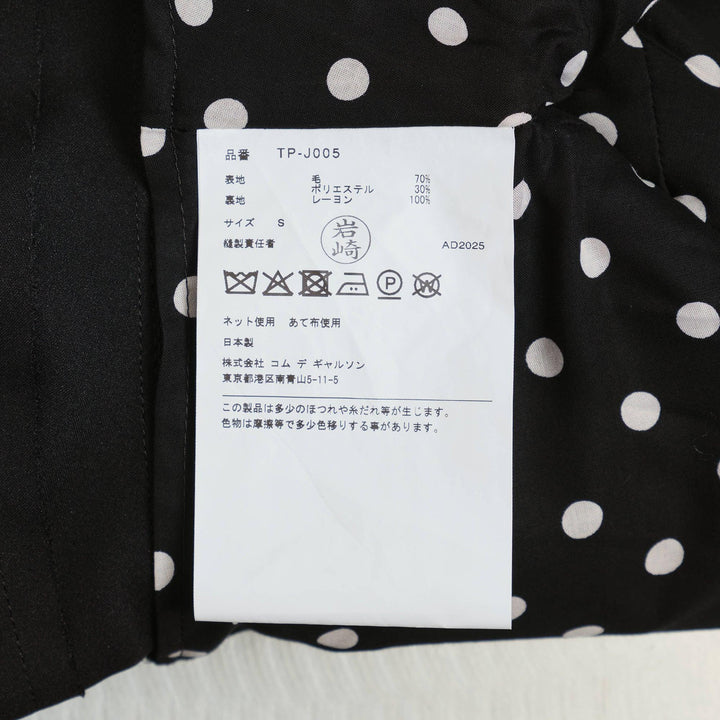 品番 TP-J005
表地 毛 70%
ポリエステル 30%
裏地 レーヨン 100%
サイズ S
縫製責任者 岩崎 AD2025
P W
ネット使用 あて布使用
日本製
株式会社 コム デ ギャルソン
東京都港区南青山5-11-5
この製品は多少のほつれや糸だれ等が生じます。
色物は摩擦等で多少色移りする事があります。